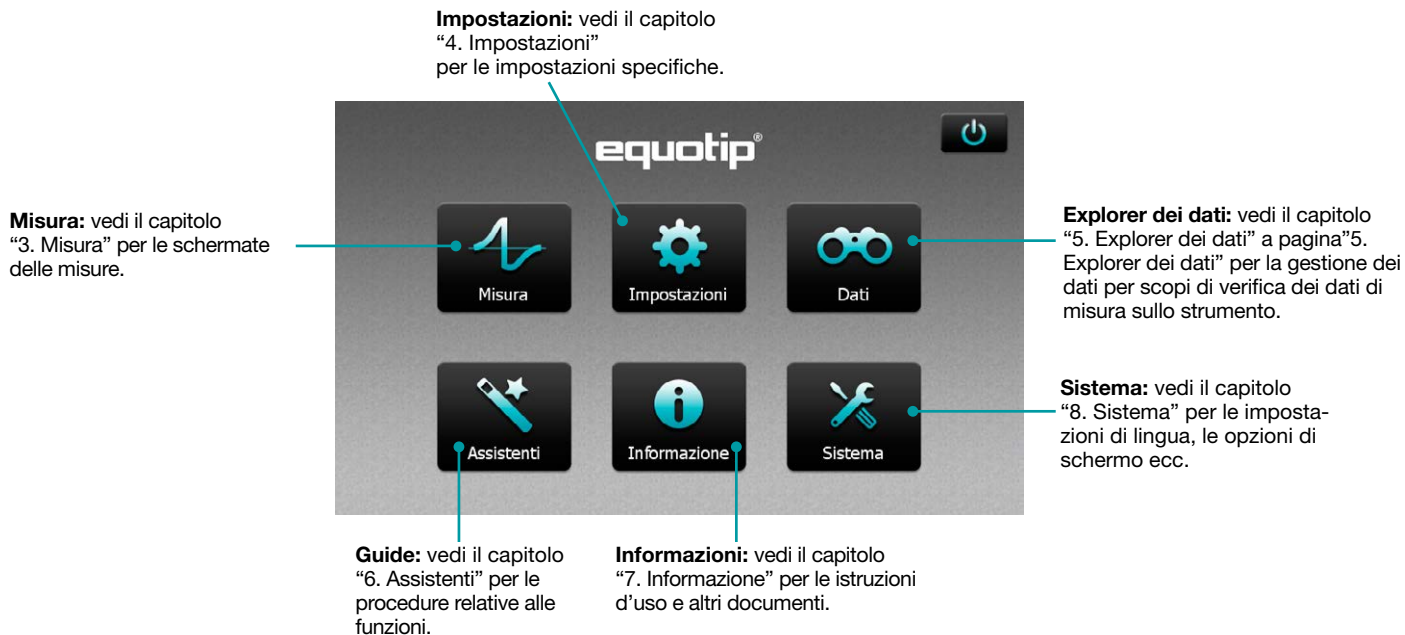 Impostazioni: vedi il capitolo
“4. Impostazioni”
per le impostazioni specifiche.
equotip®
Misura: vedi il capitolo
“3. Misura” per le schermate
delle misure.
Misura
Impostazioni
Dati
Explorer dei dati: vedi il capitolo
“5. Explorer dei dati” a pagina”5.
Explorer dei dati” per la gestione dei
dati per scopi di verifica dei dati di
misura sullo strumento.
Assistenti
Informazione
Sistema
Sistema: vedi il capitolo
“8. Sistema” per le imposta-
zioni di lingua, le opzioni di
schermo ecc.
Guide: vedi il capitolo
“6. Assistenti” per le
procedure relative alle
funzioni.
Informazioni: vedi il capitolo
“7. Informazione” per le istruzioni
d’uso e altri documenti.